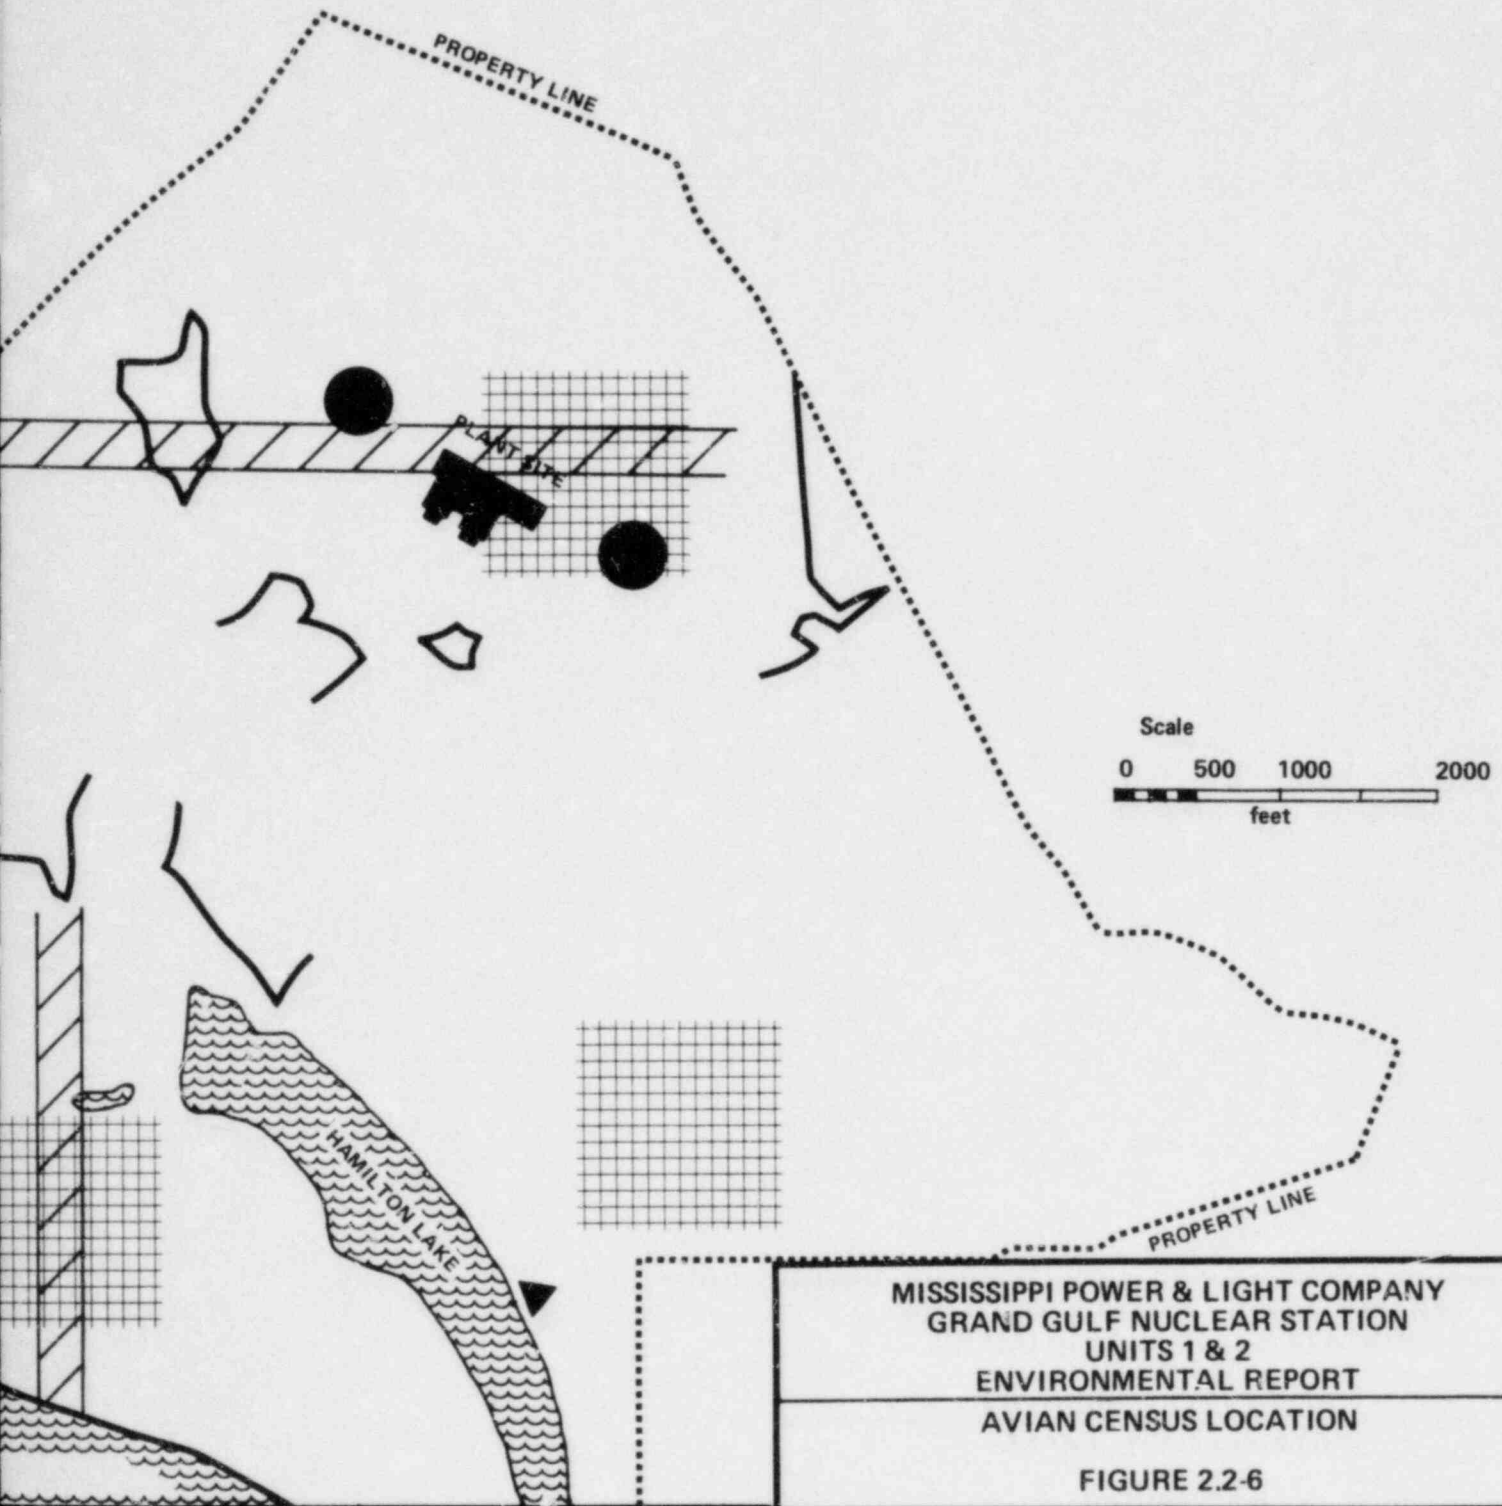 PROPERTY LINE
PLANT SITE
Scale
0 500 1000 2000
feet
HAMILTON LAKE
PROPERTY LINE
MISSISSIPPI POWER & LIGHT COMPANY
GRAND GULF NUCLEAR STATION
UNITS 1 & 2
ENVIRONMENTAL REPORT
AVIAN CENSUS LOCATION
FIGURE 2.2-6